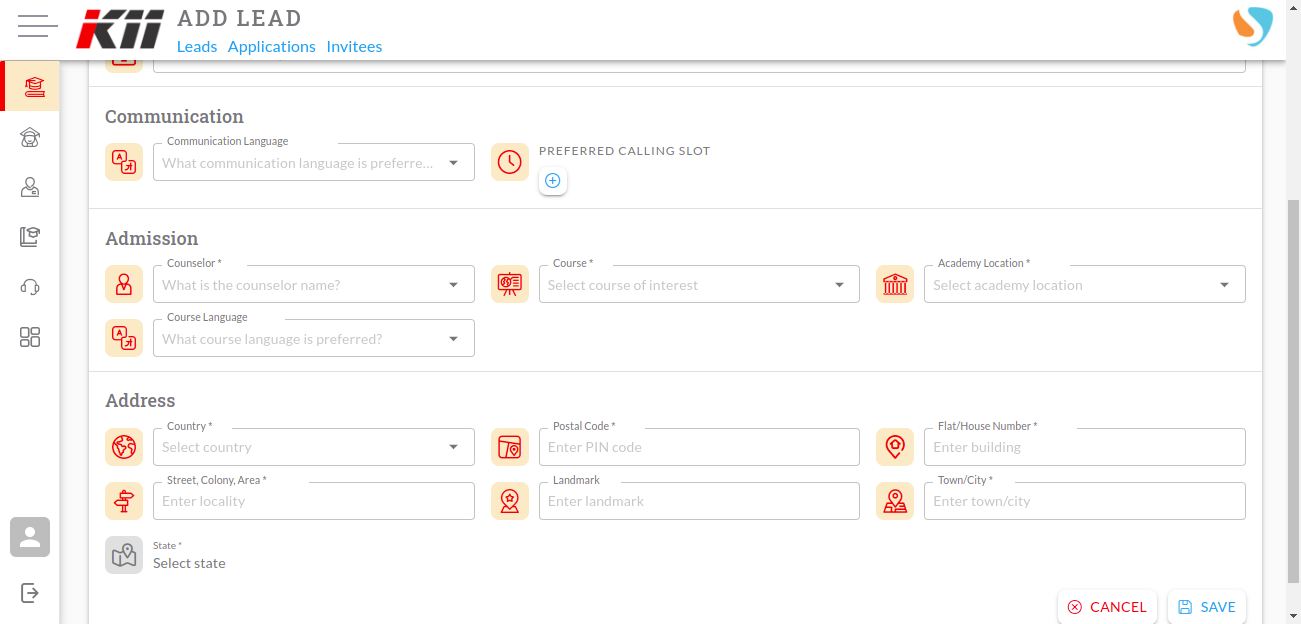 KII
ADD LEAD
Leads Applications Invitees
Communication
Communication Language
What communication language is preferre...
PREFERRED CALLING SLOT
Admission
Counselor *
What is the counselor name?
Course *
Select course of interest
Academy Location *
Select academy location
Course Language
What course language is preferred?
Address
Country *
Select country
Postal Code *
Enter PIN code
Flat/House Number *
Enter building
Street, Colony, Area *
Enter locality
Landmark
Enter landmark
Town/City *
Enter town/city
State *
Select state
CANCEL
SAVE